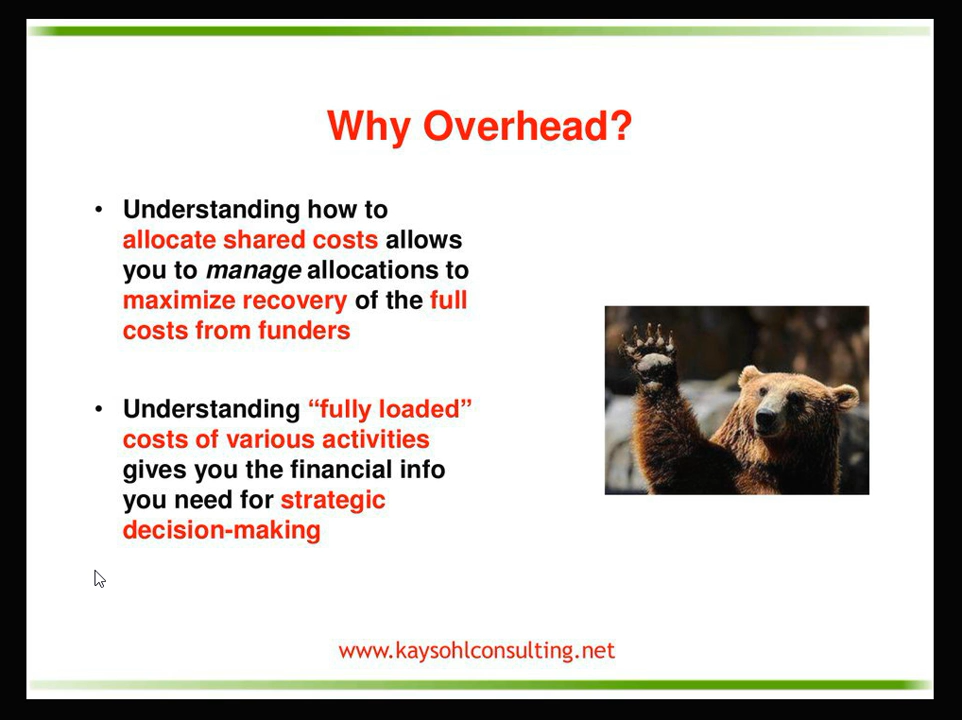 Why Overhead?
• Understanding how to
allocate shared costs allows
you to manage allocations to
maximize recovery of the full
costs from funders
• Understanding “fully loaded”
costs of various activities
gives you the financial info
you need for strategic
decision-making
www.kaysohlconsulting.net